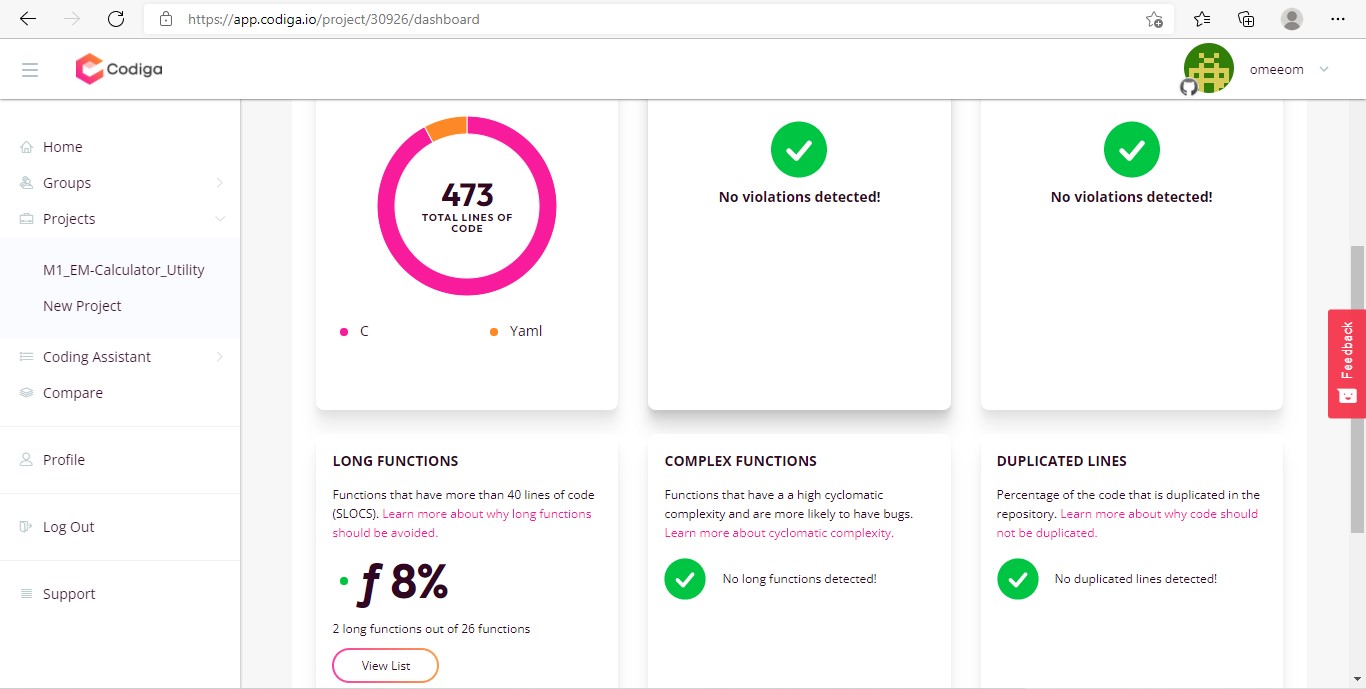 https://app.codiga.io/project/30926/dashboard
Codiga
omeeom
Home
Groups
Projects
M1_EM-Calculator_Utility
New Project
Coding Assistant
Compare
Profile
Log Out
Support
473
TOTAL LINES OF
CODE
C
Yaml
No violations detected!
No violations detected!
LONG FUNCTIONS
Functions that have more than 40 lines of code
(SLOCS). Learn more about why long functions
should be avoided.
ƒ 8%
2 long functions out of 26 functions
View List
COMPLEX FUNCTIONS
Functions that have a a high cyclomatic
complexity and are more likely to have bugs.
Learn more about cyclomatic complexity.
No long functions detected!
DUPLICATED LINES
Percentage of the code that is duplicated in the
repository. Learn more about why code should
not be duplicated.
No duplicated lines detected!
Feedback